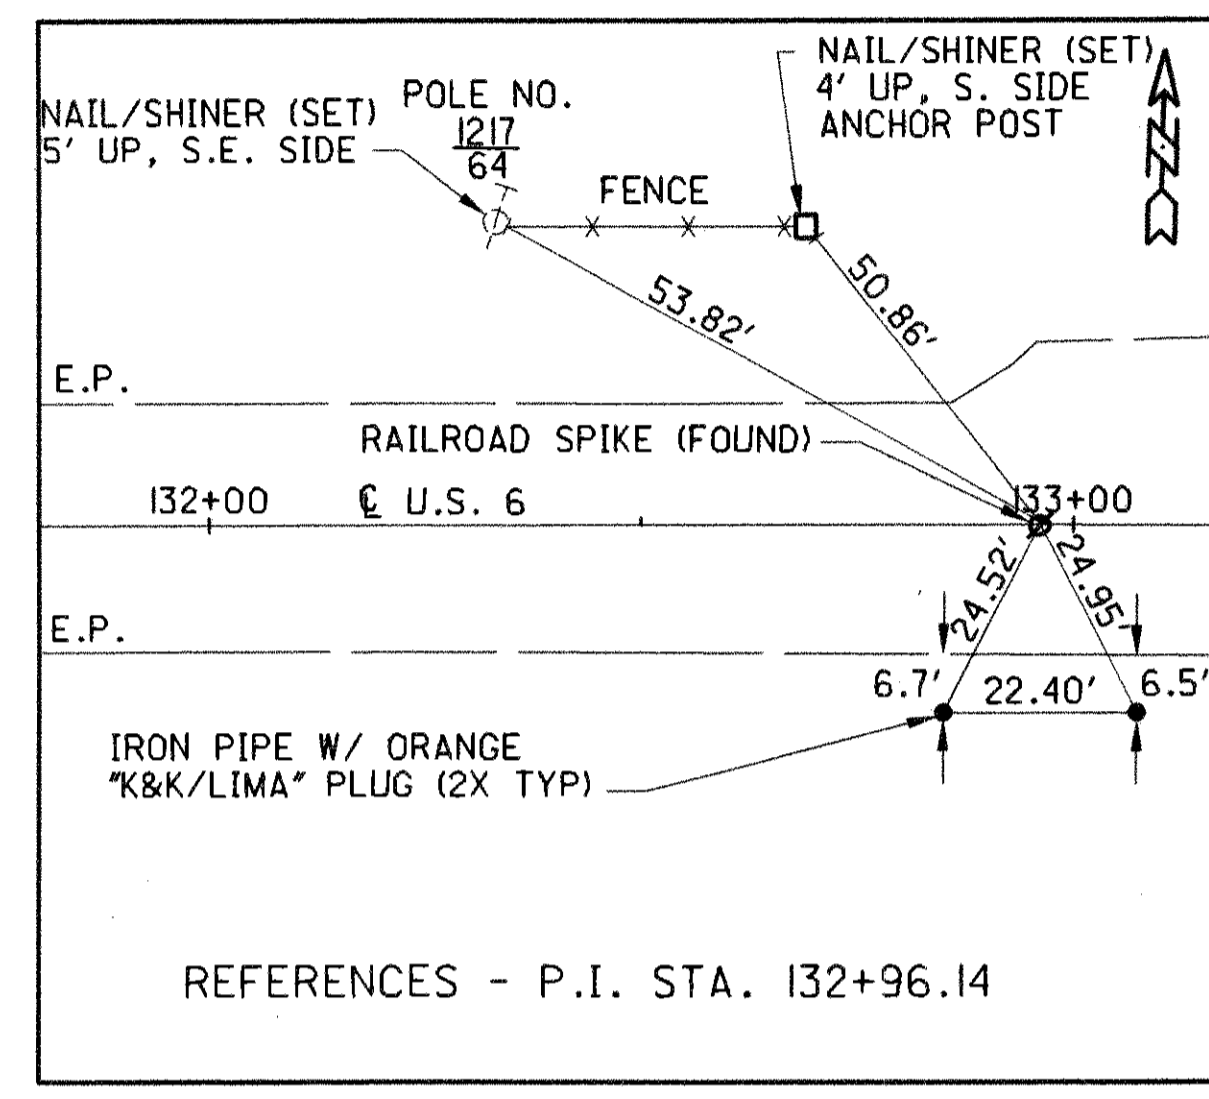 NAIL/SHINER (SET)
5' UP, S.E. SIDE
POLE NO.
1217
64
NAIL/SHINER (SET)
4' UP, S. SIDE
ANCHOR POST
N
FENCE
53.82'
50.86'
E.P.
RAILROAD SPIKE (FOUND)
132+00
℄ U.S. 6
133+00
24.52'
24.95'
E.P.
6.7'
22.40'
6.5'
IRON PIPE W/ ORANGE
"K&K/LIMA" PLUG (2X TYP)
REFERENCES - P.I. STA. 132+96.14